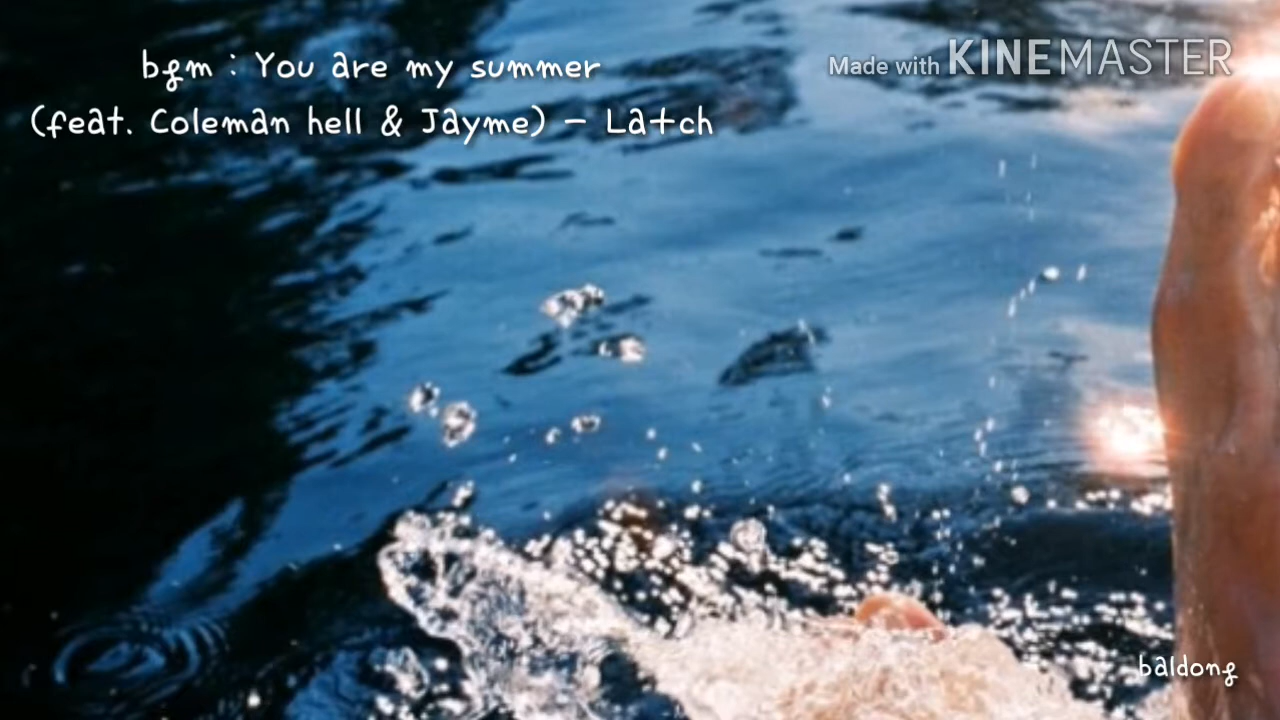 bgm : You are my summer
(feat. Coleman hell & Jayme) - Latch
Made with KINEMASTER
baldong